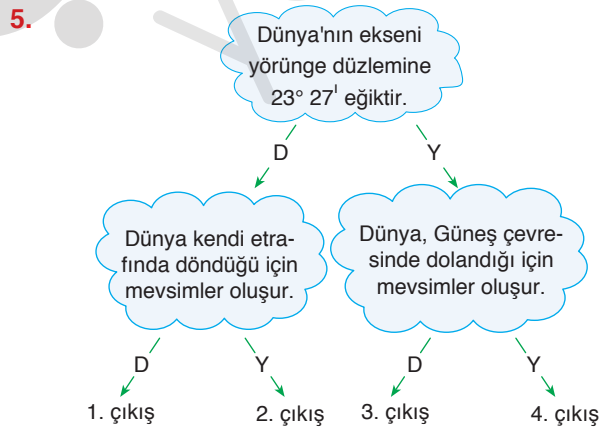 5.
Dünya'nın ekseni
yörünge düzlemine
23° 27ᴵ eğiktir.
D
Y
Dünya kendi etra-
fında döndüğü için
mevsimler oluşur.
Dünya, Güneş çevre-
sinde dolandığı için
mevsimler oluşur.
D
Y
D
Y
1. çıkış
2. çıkış
3. çıkış
4. çıkış